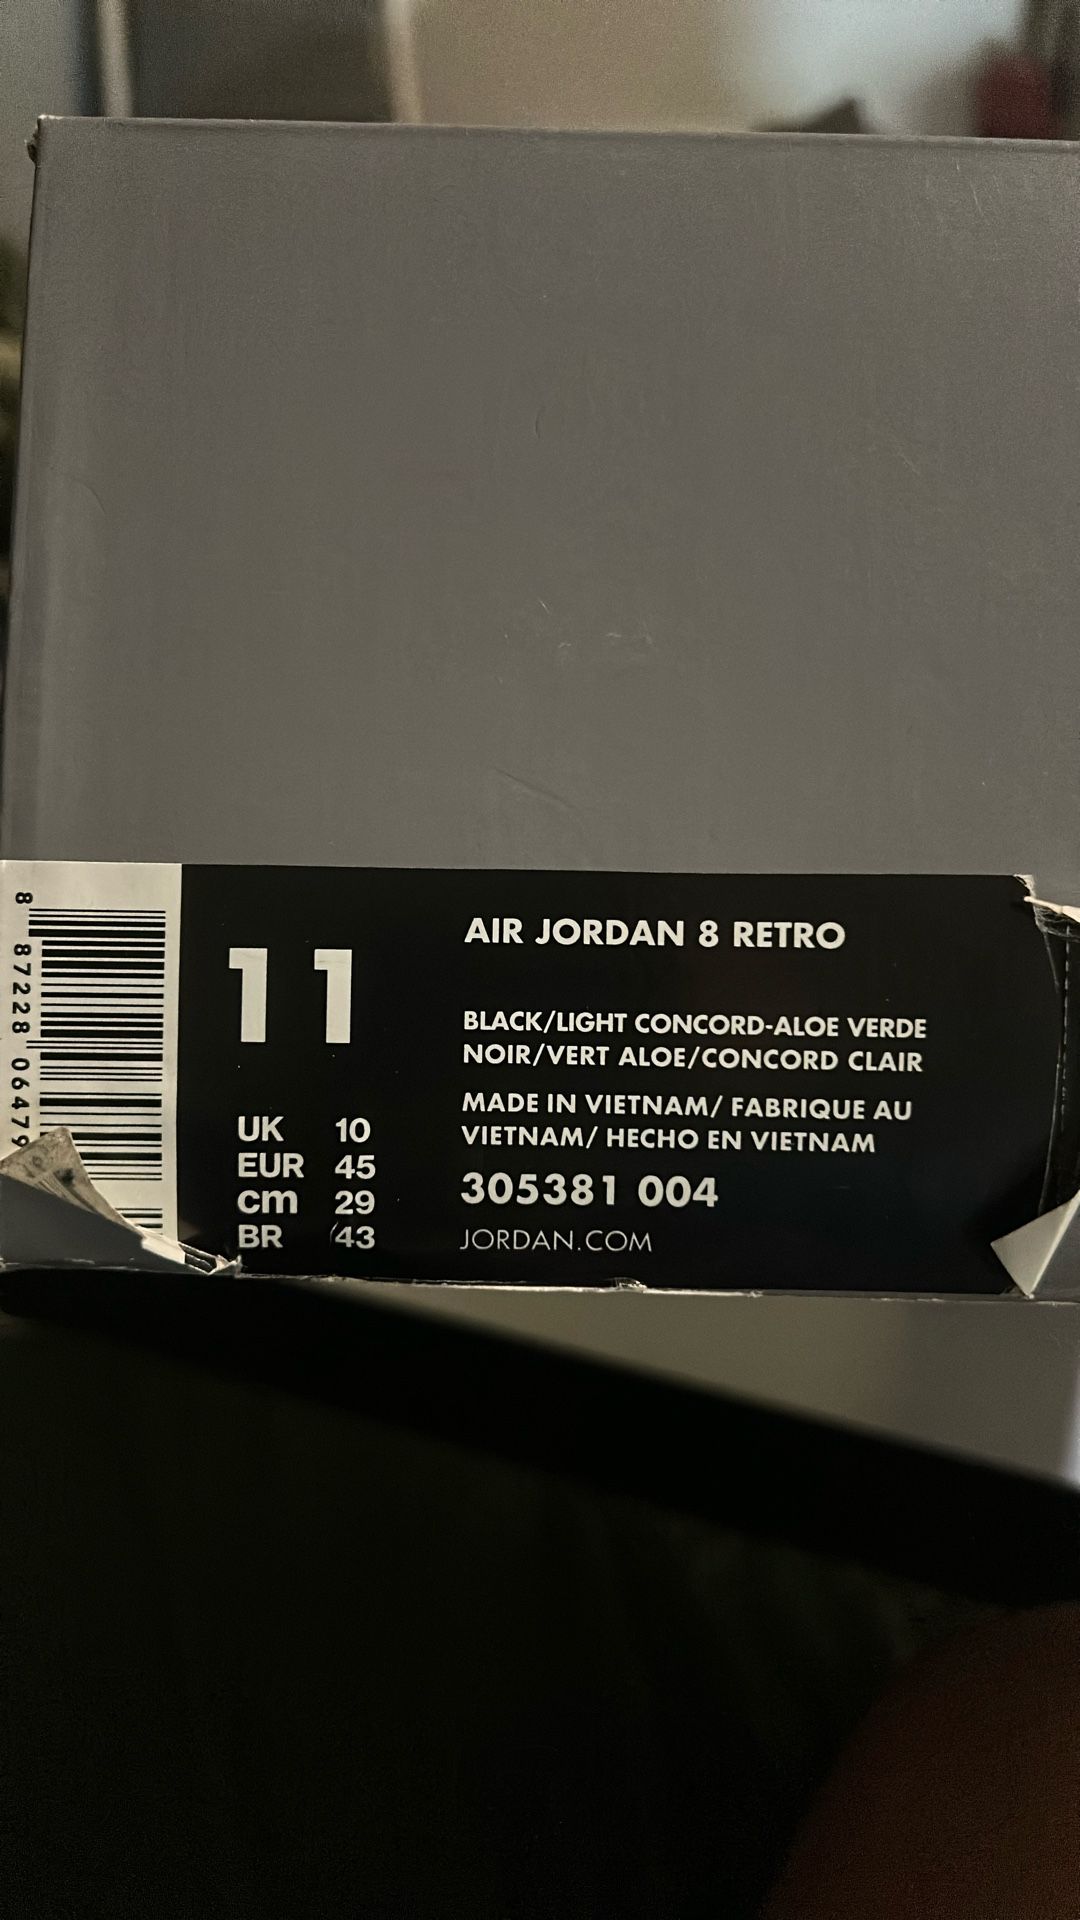 8 87228 06479
11
UK 10
EUR 45
cm 29
BR 43
AIR JORDAN 8 RETRO
BLACK/LIGHT CONCORD-ALOE VERDE
NOIR/VERT ALOE/CONCORD CLAIR
MADE IN VIETNAM/ FABRIQUE AU
VIETNAM/ HECHO EN VIETNAM
305381 004
JORDAN.COM